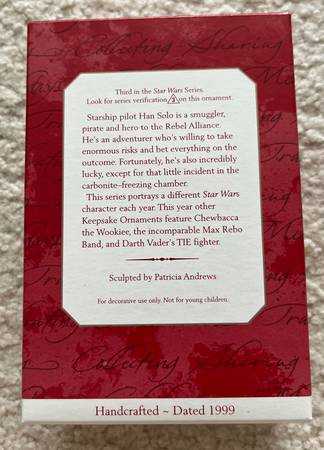 Collecting Sharing
Third in the Star Wars Series.
Look for series verification 3 on this ornament.
Starship pilot Han Solo is a smuggler,
pirate and hero to the Rebel Alliance.
He's an adventurer who's willing to take
enormous risks and bet everything on the
outcome. Fortunately, he's also incredibly
lucky, except for that little incident in the
carbonite–freezing chamber.
This series portrays a different Star Wars
character each year. This year other
Keepsake Ornaments feature Chewbacca
the Wookiee, the incomparable Max Rebo
Band, and Darth Vader's TIE fighter.
Sculpted by Patricia Andrews
For decorative use only. Not for young children.
Collecting Sharing
Handcrafted ~ Dated 1999